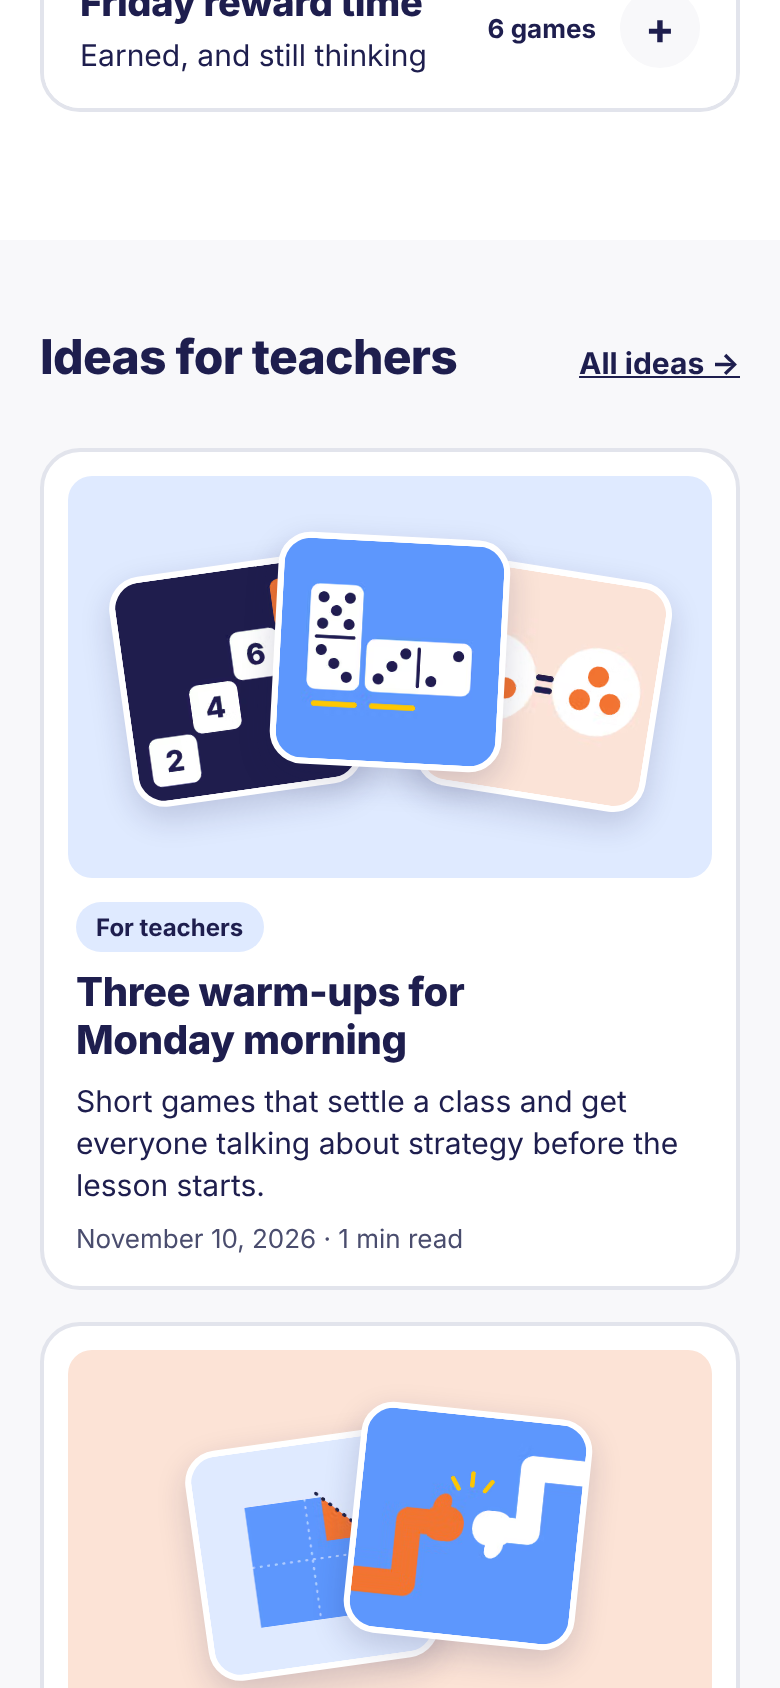 Friday reward time
Earned, and still thinking
6 games
+
Ideas for teachers
All ideas →
6
4
2
=
For teachers
Three warm-ups for
Monday morning
Short games that settle a class and get
everyone talking about strategy before the
lesson starts.
November 10, 2026 · 1 min read